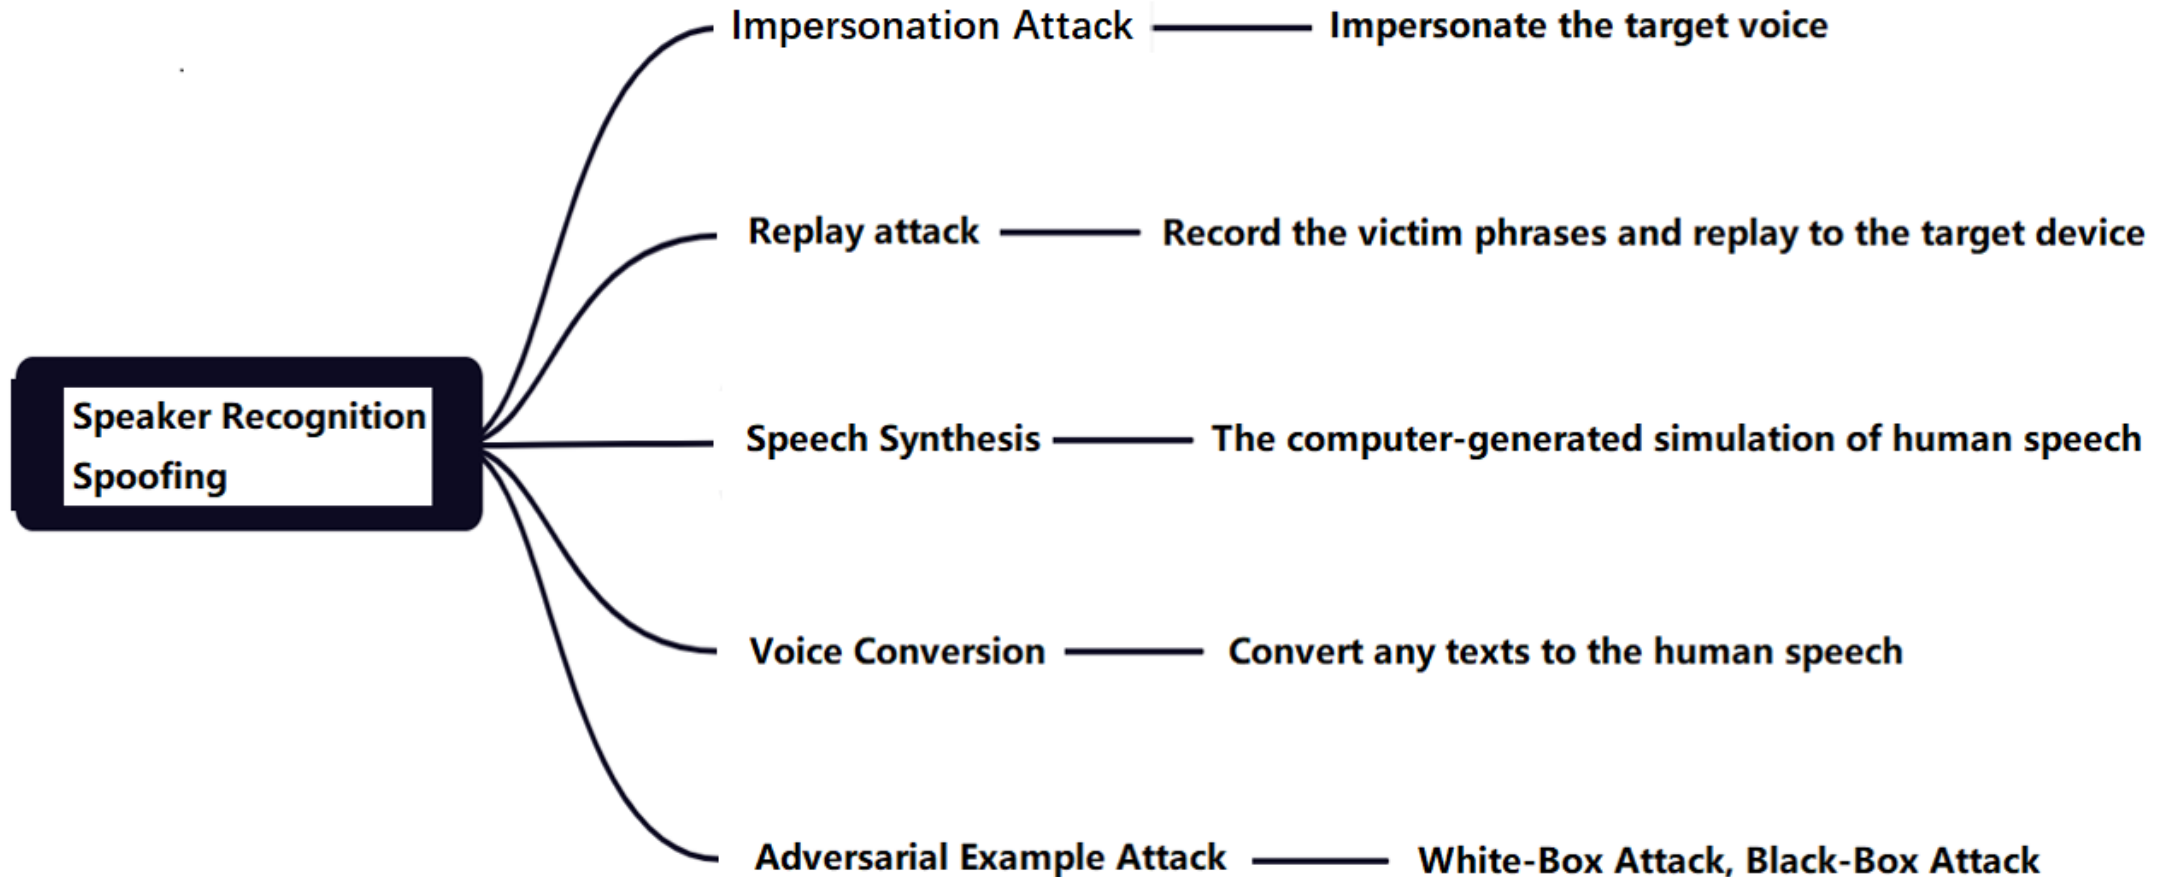 Impersonation Attack
Impersonate the target voice
Replay attack
Record the victim phrases and replay to the target device
Speaker Recognition
Spoofing
Speech Synthesis
The computer-generated simulation of human speech
Voice Conversion
Convert any texts to the human speech
Adversarial Example Attack
White-Box Attack, Black-Box Attack